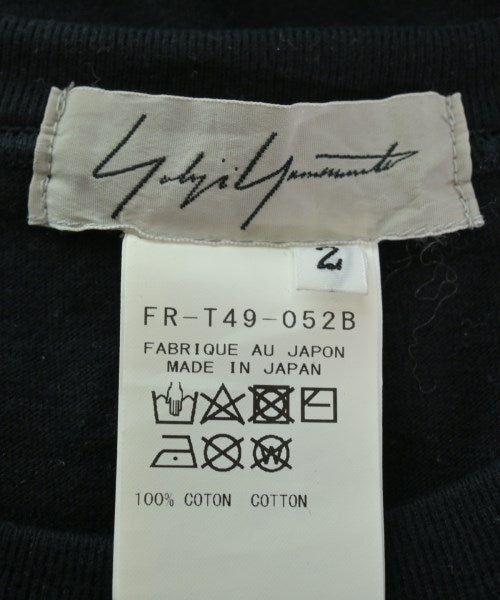 Yohji Yamamoto
2
FR-T49-052B
FABRIQUE AU JAPON
MADE IN JAPAN
W
100% COTON COTTON